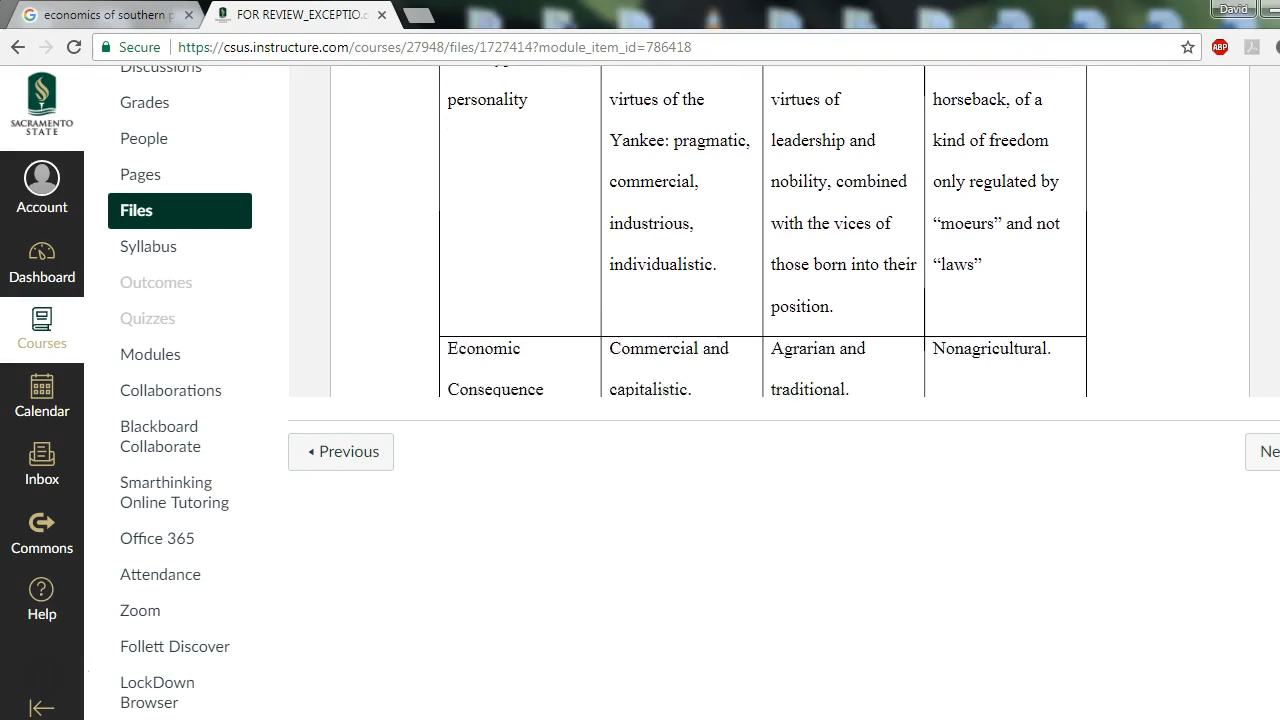 economics of southern p
FOR REVIEW_EXCEPTIO
David
Secure
https://csus.instructure.com/courses/27948/files/1727414?module_item_id=786418
ABP
SACRAMENTO
STATE
Account
Dashboard
Courses
Calendar
Inbox
Commons
Help
Discussions
Grades
People
Pages
Files
Syllabus
Outcomes
Quizzes
Modules
Collaborations
Blackboard
Collaborate
Smarthinking
Online Tutoring
Office 365
Attendance
Zoom
Follett Discover
LockDown
Browser
personality
virtues of the
Yankee: pragmatic,
commercial,
industrious,
individualistic.
virtues of
leadership and
nobility, combined
with the vices of
those born into their
position.
horseback, of a
kind of freedom
only regulated by
“moeurs” and not
“laws”
Economic
Consequence
Commercial and
capitalistic.
Agrarian and
traditional.
Nonagricultural.
Previous
Ne